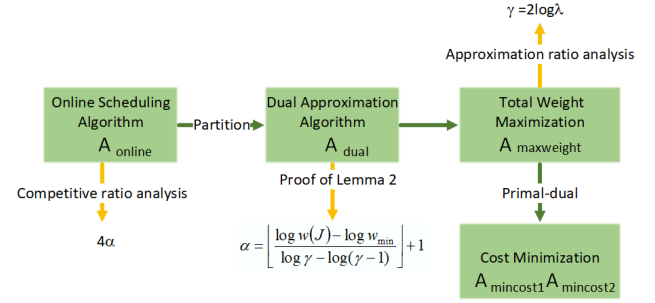 γ =2logλ
Approximation ratio analysis
Online Scheduling
Algorithm
A online
Partition
Dual Approximation
Algorithm
A dual
Total Weight
Maximization
A maxweight
Competitive ratio analysis
4α
Proof of Lemma 2
α = ⌊ (log w(J) − log w_min) / (log γ − log(γ − 1)) ⌋ + 1
Primal-dual
Cost Minimization
A mincost1 A mincost2